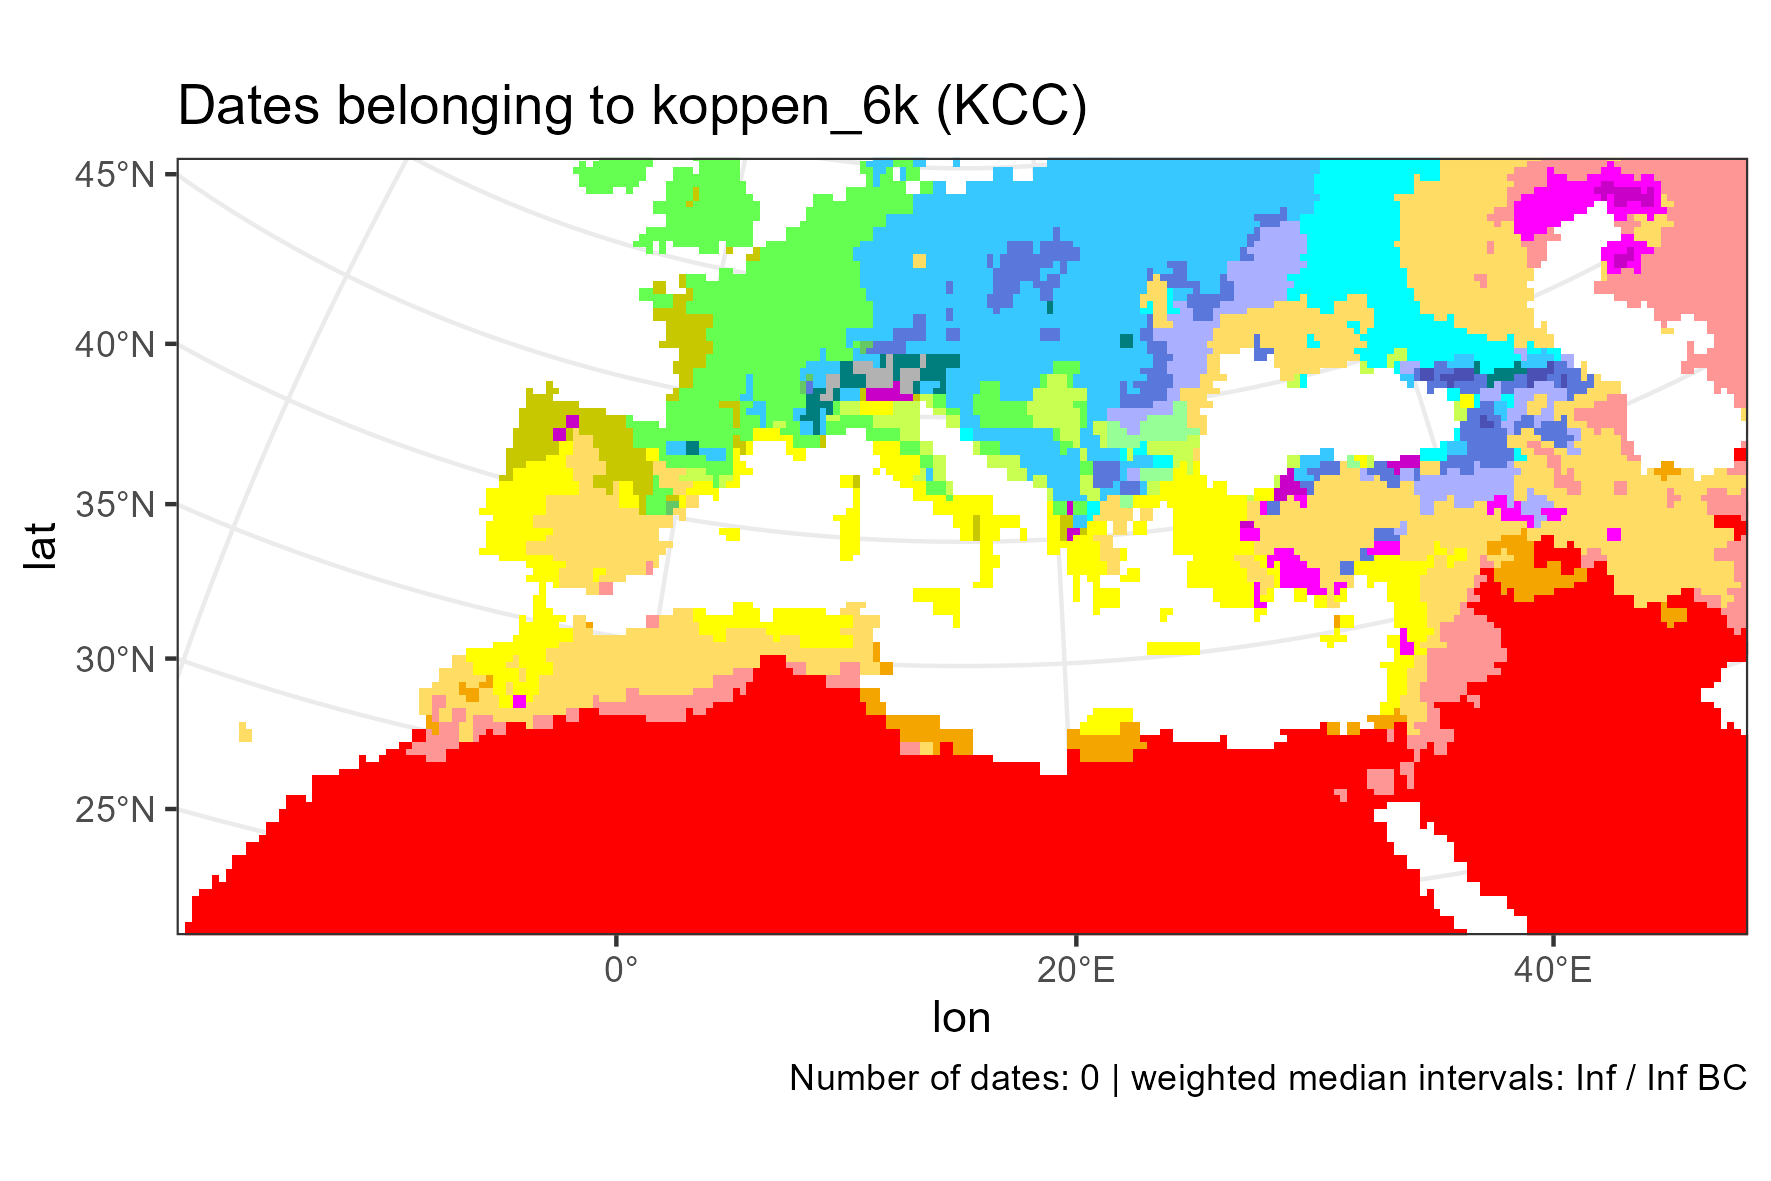 Dates belonging to koppen_6k (KCC)
45°N
40°N
35°N
30°N
25°N
lat
0°
20°E
40°E
lon
Number of dates: 0 | weighted median intervals: Inf / Inf BC